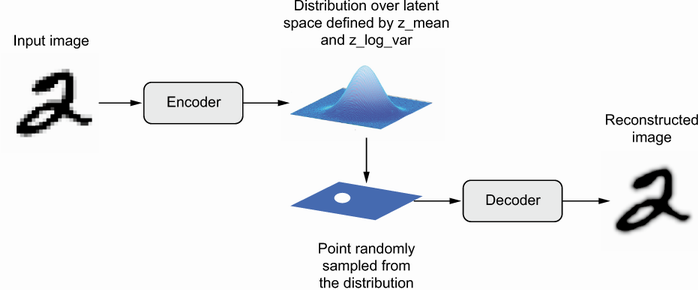 Input image
Encoder
Distribution over latent
space defined by z_mean
and z_log_var
Point randomly
sampled from
the distribution
Decoder
Reconstructed
image